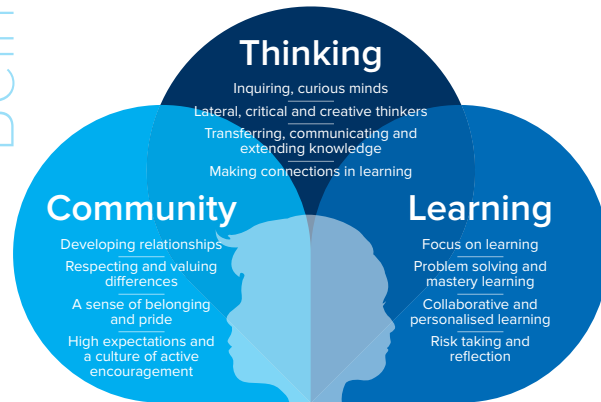 Thinking
Inquiring, curious minds
Lateral, critical and creative thinkers
Transferring, communicating and
extending knowledge
Making connections in learning
Community
Developing relationships
Respecting and valuing
differences
A sense of belonging
and pride
High expectations and
a culture of active
encouragement
Learning
Focus on learning
Problem solving and
mastery learning
Collaborative and
personalised learning
Risk taking and
reflection